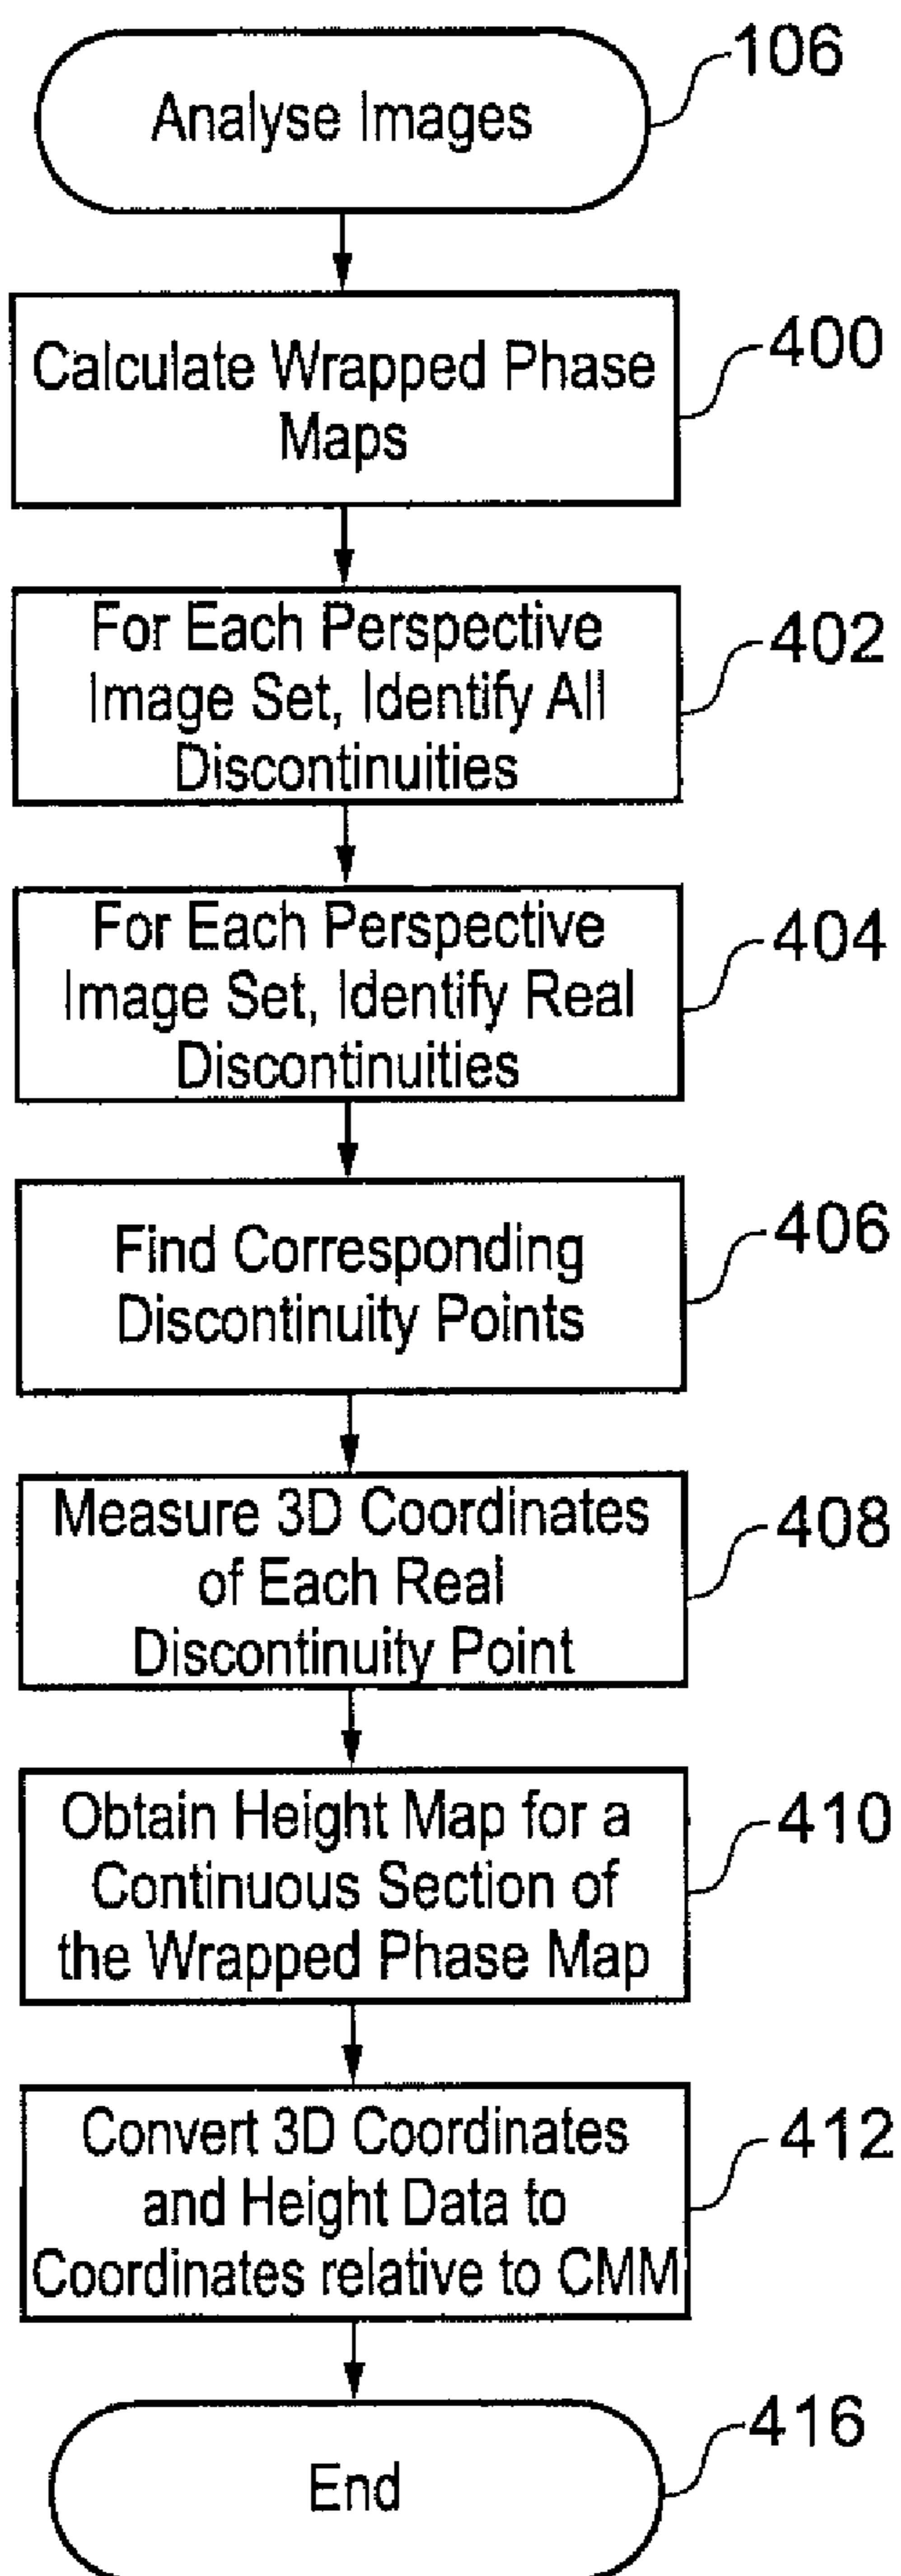 106
Analyse Images
400
Calculate Wrapped Phase
Maps
402
For Each Perspective
Image Set, Identify All
Discontinuities
404
For Each Perspective
Image Set, Identify Real
Discontinuities
406
Find Corresponding
Discontinuity Points
408
Measure 3D Coordinates
of Each Real
Discontinuity Point
410
Obtain Height Map for a
Continuous Section of
the Wrapped Phase Map
412
Convert 3D Coordinates
and Height Data to
Coordinates relative to CMM
416
End